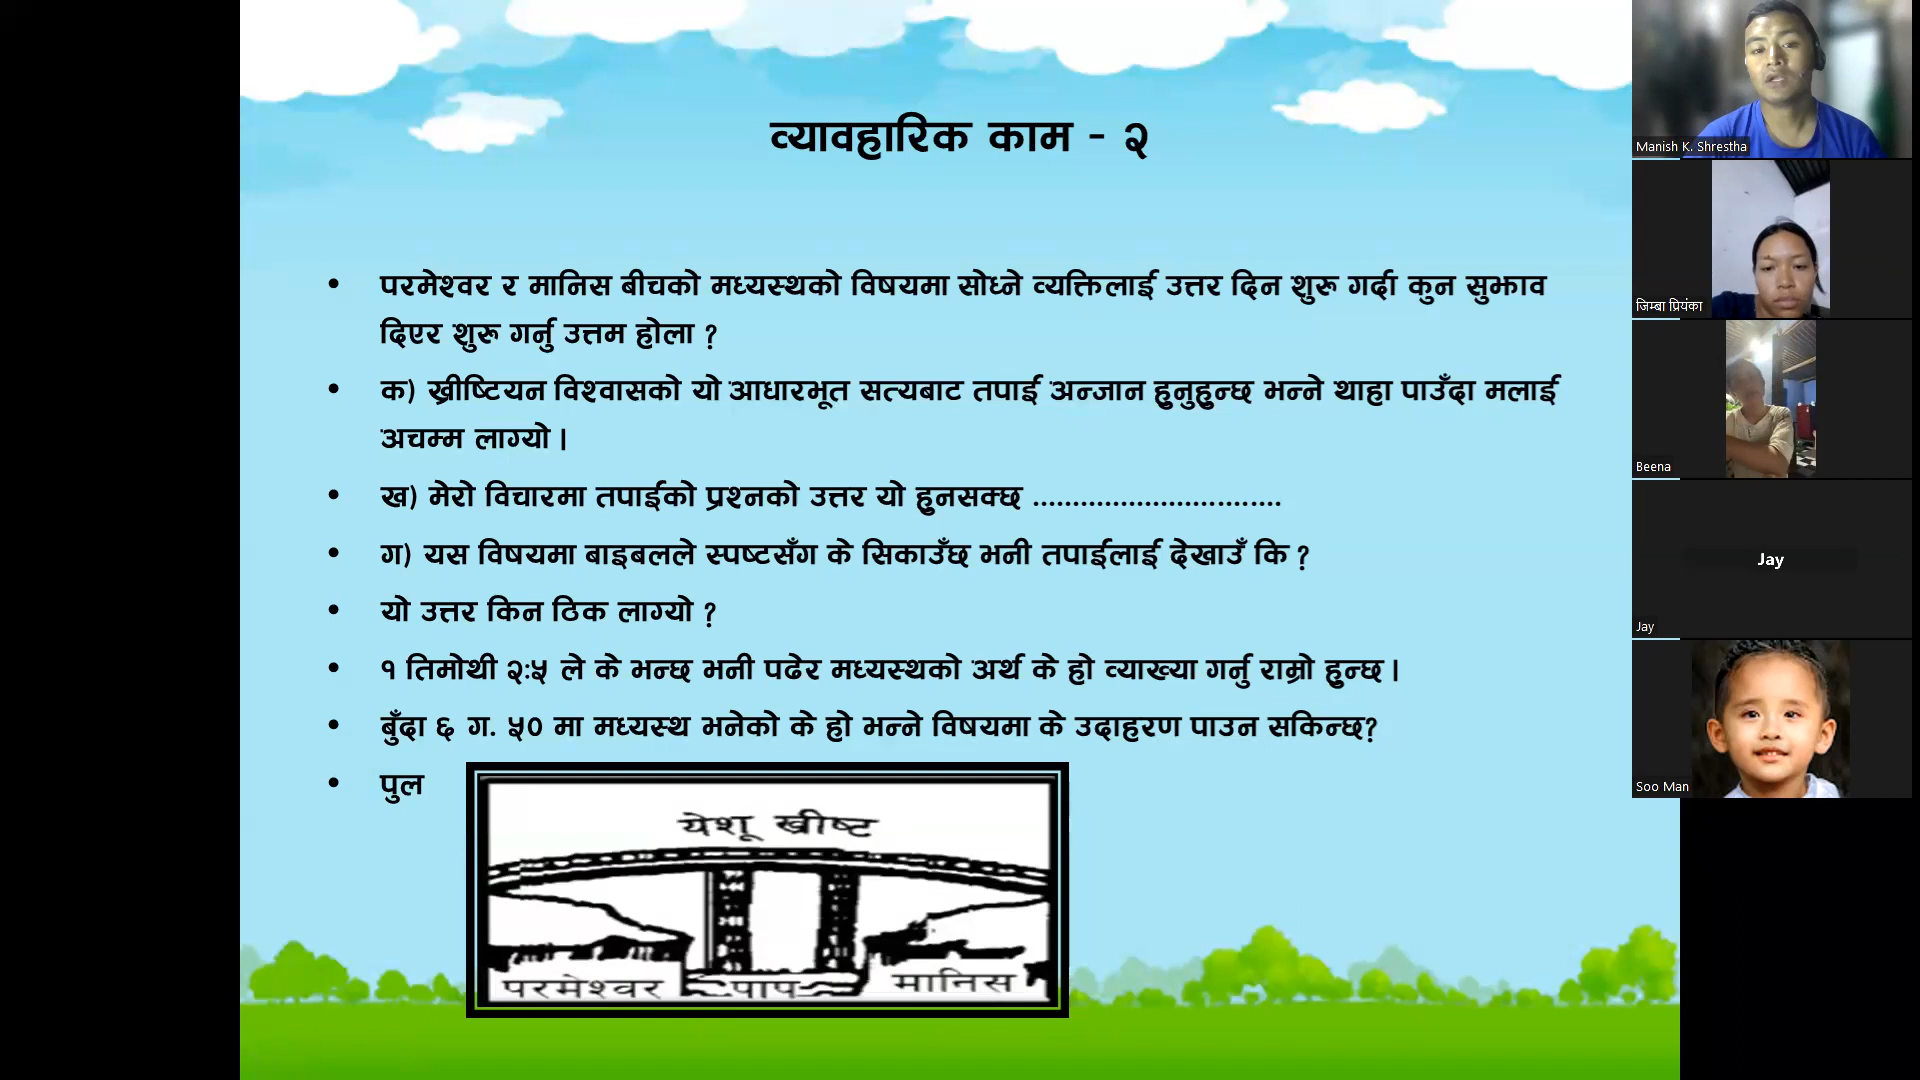 व्यावहारिक काम - २
• परमेश्वर र मानिस बीचको मध्यस्थको विषयमा सोध्ने व्यक्तिलाई उत्तर दिन शुरू गर्दा कुन सुझाव
दिएर शुरू गर्नु उत्तम होला ?
• क) ख्रीष्टियन विश्वासको यो आधारभूत सत्यबाट तपाई अन्जान हुनुहुन्छ भन्ने थाहा पाउँदा मलाई
अचम्म लाग्यो ।
• ख) मेरो विचारमा तपाईको प्रश्नको उत्तर यो हुनसक्छ ...............................
• ग) यस विषयमा बाइबलले स्पष्टसँग के सिकाउँछ भनी तपाईलाई देखाउँ कि ?
• यो उत्तर किन ठिक लाग्यो ?
• १ तिमोथी २:५ ले के भन्छ भनी पढेर मध्यस्थको अर्थ के हो व्याख्या गर्नु राम्रो हुन्छ ।
• बुँदा ६ ग. ५० मा मध्यस्थ भनेको के हो भन्ने विषयमा के उदाहरण पाउन सकिन्छ?
• पुल
येशू ख्रीष्ट
परमेश्वर पाप मानिस
Manish K. Shrestha
जिम्बा प्रियंका
Beena
Jay
Jay
Soo Man